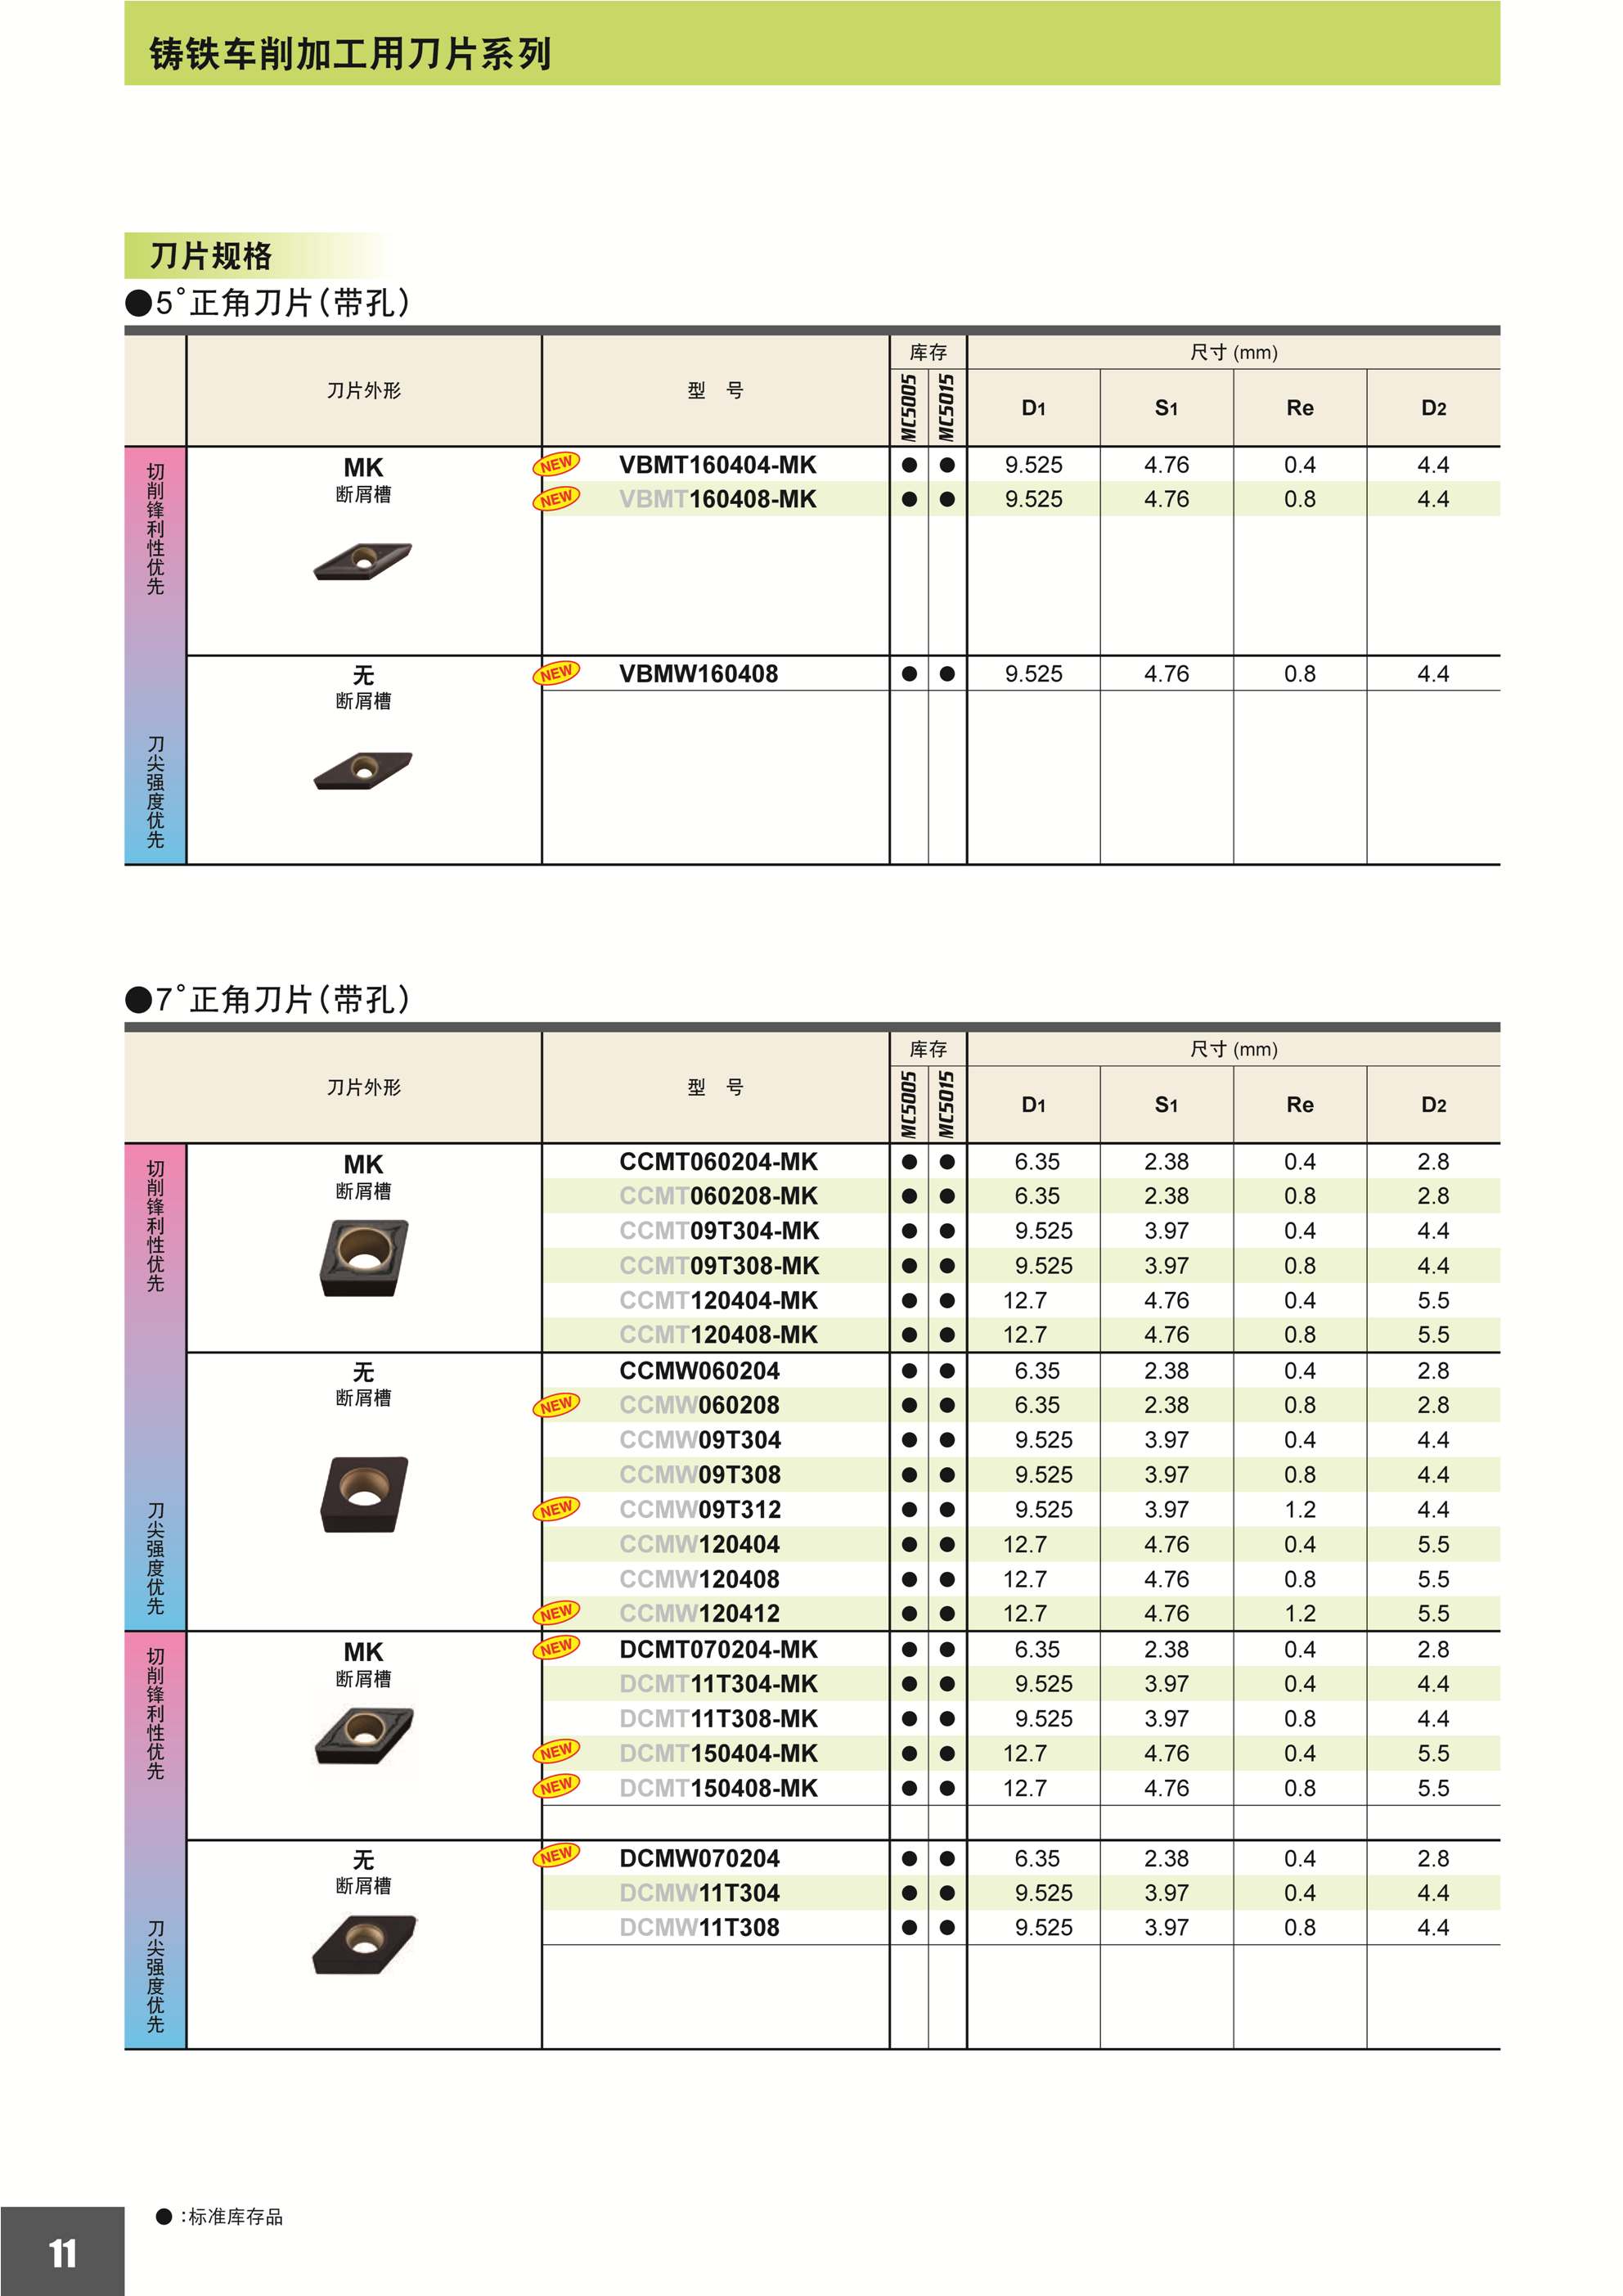 铸铁车削加工用刀片系列
刀片规格
●5°正角刀片(带孔)
刀片外形 型 号 库存 尺寸 (mm)
MC5005 MC5015 D1 S1 Re D2
切削锋利性优先
刀尖强度优先
MK
断屑槽
NEW VBMT160404-MK ● ● 9.525 4.76 0.4 4.4
NEW VBMT160408-MK ● ● 9.525 4.76 0.8 4.4
无
断屑槽
NEW VBMW160408 ● ● 9.525 4.76 0.8 4.4
●7°正角刀片(带孔)
刀片外形 型 号 库存 尺寸 (mm)
MC5005 MC5015 D1 S1 Re D2
切削锋利性优先
刀尖强度优先
MK
断屑槽
CCMT060204-MK ● ● 6.35 2.38 0.4 2.8
CCMT060208-MK ● ● 6.35 2.38 0.8 2.8
CCMT09T304-MK ● ● 9.525 3.97 0.4 4.4
CCMT09T308-MK ● ● 9.525 3.97 0.8 4.4
CCMT120404-MK ● ● 12.7 4.76 0.4 5.5
CCMT120408-MK ● ● 12.7 4.76 0.8 5.5
无
断屑槽
CCMW060204 ● ● 6.35 2.38 0.4 2.8
NEW CCMW060208 ● ● 6.35 2.38 0.8 2.8
CCMW09T304 ● ● 9.525 3.97 0.4 4.4
CCMW09T308 ● ● 9.525 3.97 0.8 4.4
NEW CCMW09T312 ● ● 9.525 3.97 1.2 4.4
CCMW120404 ● ● 12.7 4.76 0.4 5.5
CCMW120408 ● ● 12.7 4.76 0.8 5.5
NEW CCMW120412 ● ● 12.7 4.76 1.2 5.5
切削锋利性优先
刀尖强度优先
MK
断屑槽
NEW DCMT070204-MK ● ● 6.35 2.38 0.4 2.8
DCMT11T304-MK ● ● 9.525 3.97 0.4 4.4
DCMT11T308-MK ● ● 9.525 3.97 0.8 4.4
NEW DCMT150404-MK ● ● 12.7 4.76 0.4 5.5
NEW DCMT150408-MK ● ● 12.7 4.76 0.8 5.5
无
断屑槽
NEW DCMW070204 ● ● 6.35 2.38 0.4 2.8
DCMW11T304 ● ● 9.525 3.97 0.4 4.4
DCMW11T308 ● ● 9.525 3.97 0.8 4.4
● :标准库存品
11